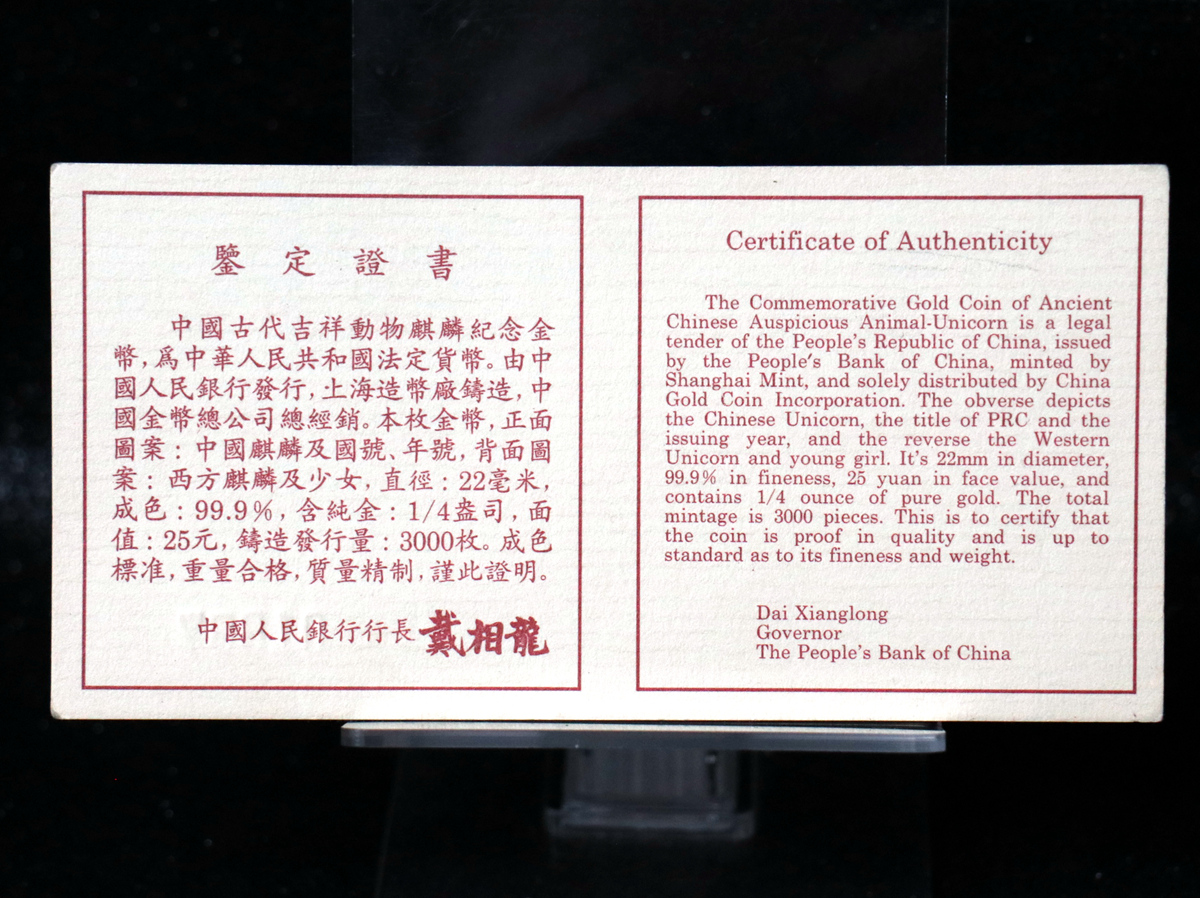 鑒定證書
中國古代吉祥動物麒麟紀念金
幣，爲中華人民共和國法定貨幣。由中
國人民銀行發行，上海造幣廠鑄造，中
國金幣總公司總經銷。本枚金幣，正面
圖案：中國麒麟及國號、年號，背面圖
案：西方麒麟及少女，直徑：22毫米，
成色：99.9%，含純金：1/4盎司，面
值：25元，鑄造發行量：3000枚。成色
標准，重量合格，質量精制，謹此證明。
中國人民銀行行長 戴相龍
Certificate of Authenticity
The Commemorative Gold Coin of Ancient
Chinese Auspicious Animal-Unicorn is a legal
tender of the People's Republic of China, issued
by the People's Bank of China, minted by
Shanghai Mint, and solely distributed by China
Gold Coin Incorporation. The obverse depicts
the Chinese Unicorn, the title of PRC and the
issuing year, and the reverse the Western
Unicorn and young girl. It's 22mm in diameter,
99.9% in fineness, 25 yuan in face value, and
contains 1/4 ounce of pure gold. The total
mintage is 3000 pieces. This is to certify that
the coin is proof in quality and is up to
standard as to its fineness and weight.
Dai Xianglong
Governor
The People's Bank of China